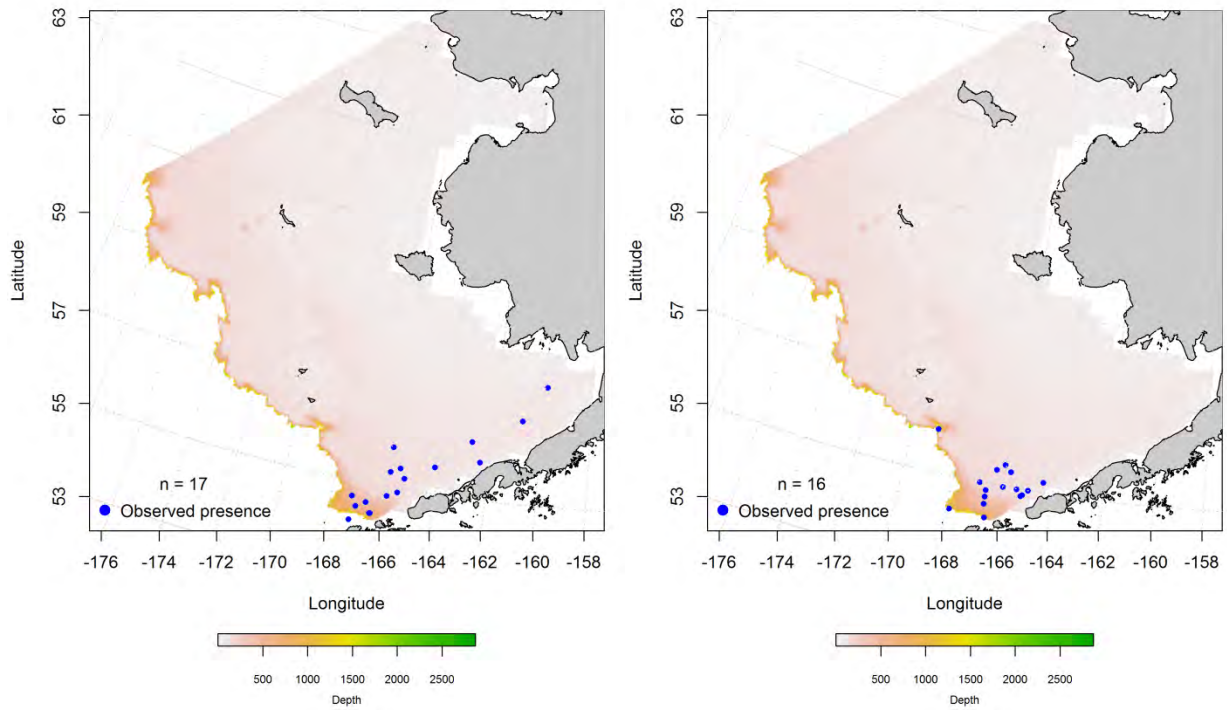 63
61
59
57
55
53
Latitude
n = 17
Observed presence
-176 -174 -172 -170 -168 -166 -164 -162 -160 -158
Longitude
500 1000 1500 2000 2500
Depth
63
61
59
57
55
53
Latitude
n = 16
Observed presence
-176 -174 -172 -170 -168 -166 -164 -162 -160 -158
Longitude
500 1000 1500 2000 2500
Depth